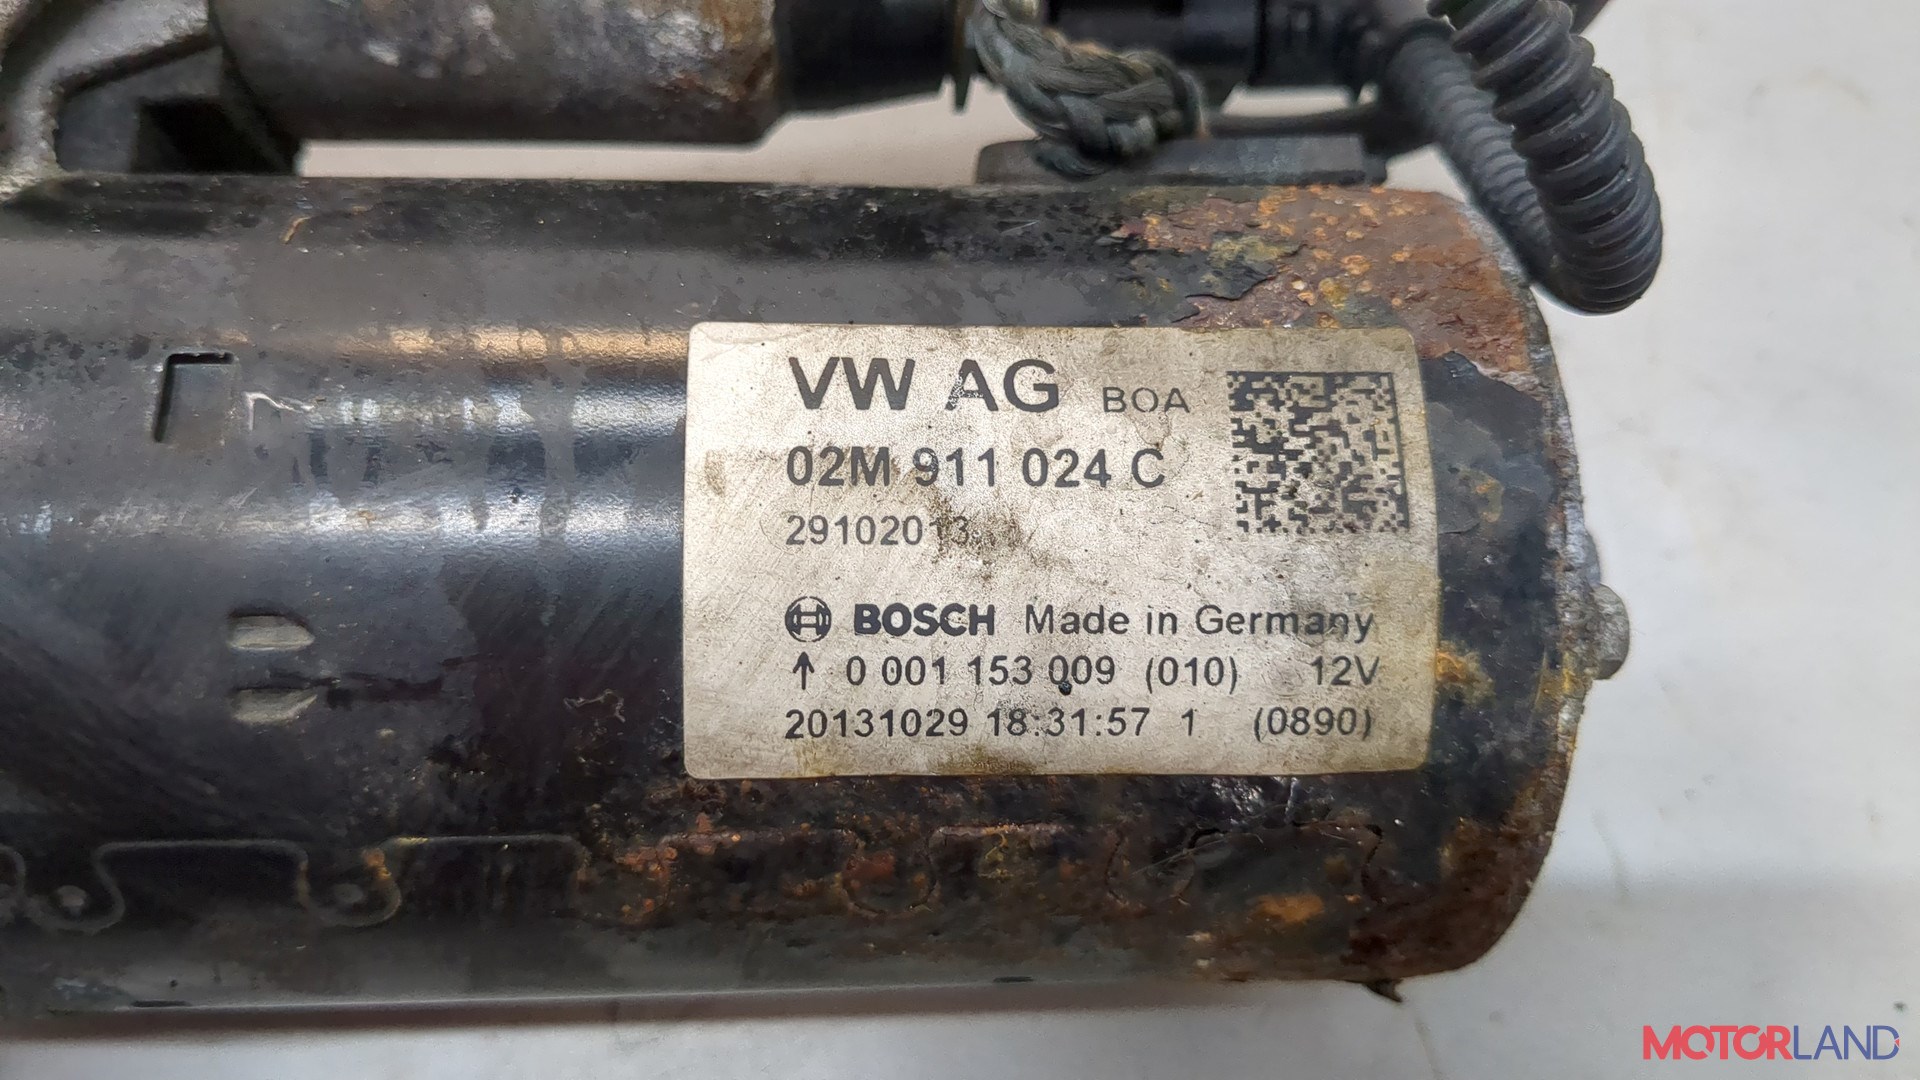 VW AG BOA
02M 911 024 C
29102013
BOSCH Made in Germany
↑ 0 001 153 009 (010) 12V
20131029 18:31:57 1 (0890)
MOTORLAND